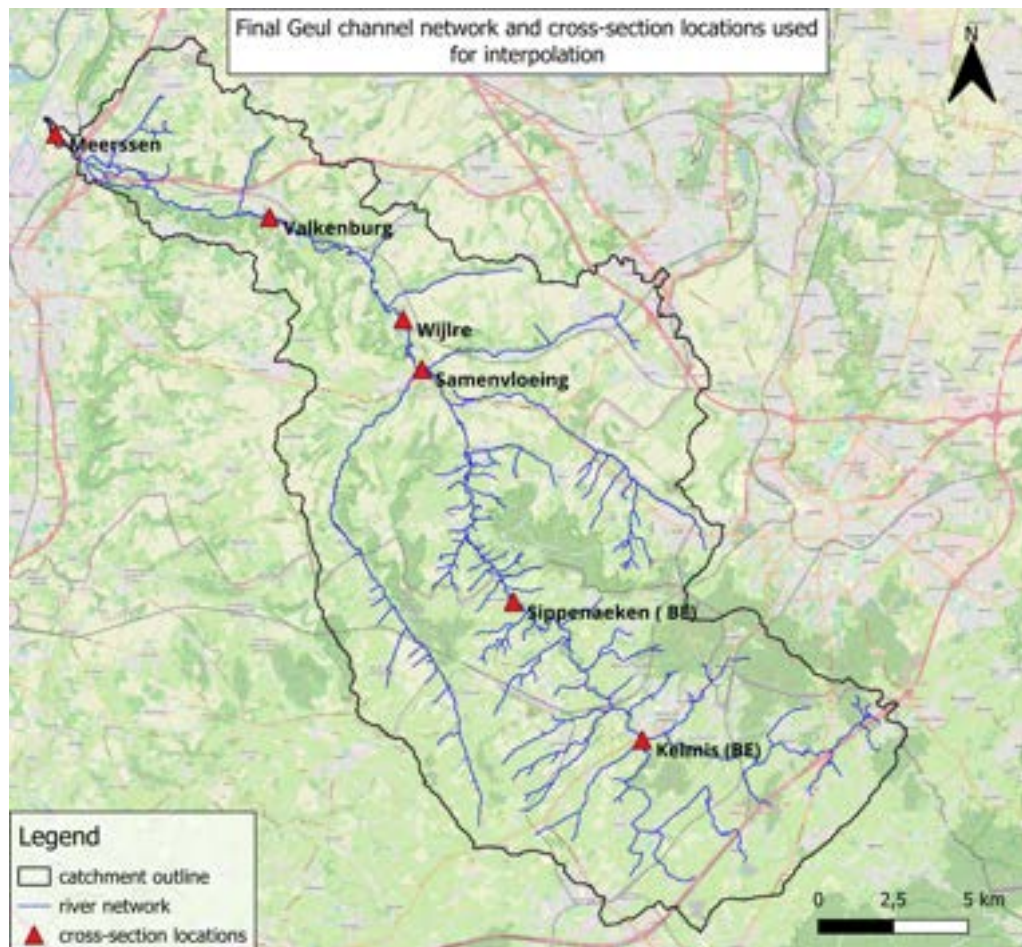 Final Geul channel network and cross-section locations used
for interpolation
N
Meerssen
Valkenburg
Wijlre
Samenvloeing
Sippenaeken ( BE)
Kelmis (BE)
Legend
catchment outline
river network
cross-section locations
0 2,5 5 km